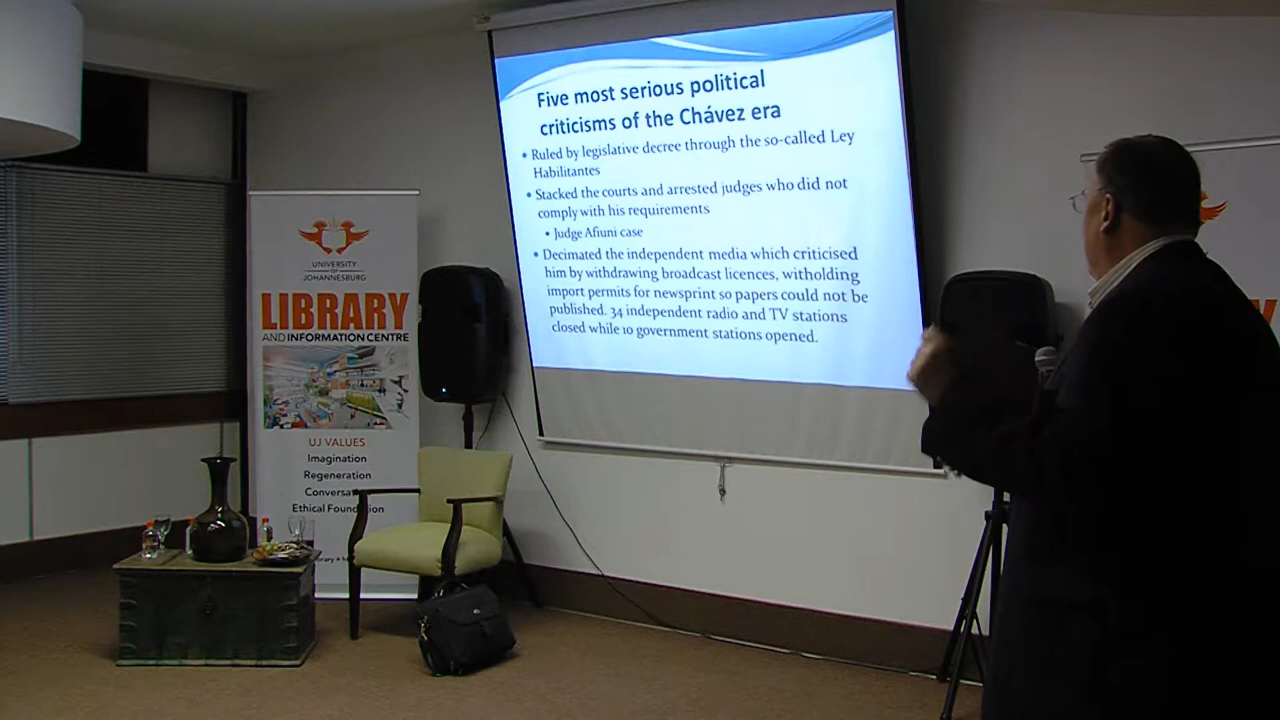 Five most serious political
criticisms of the Chávez era
• Ruled by legislative decree through the so-called Ley
Habilitantes
• Stacked the courts and arrested judges who did not
comply with his requirements
• Judge Afiuni case
• Decimated the independent media which criticised
him by withdrawing broadcast licences, witholding
import permits for newsprint so papers could not be
published. 34 independent radio and TV stations
closed while 10 government stations opened.
UNIVERSITY
OF
JOHANNESBURG
LIBRARY
AND INFORMATION CENTRE
UJ VALUES
Imagination
Regeneration
Ethical